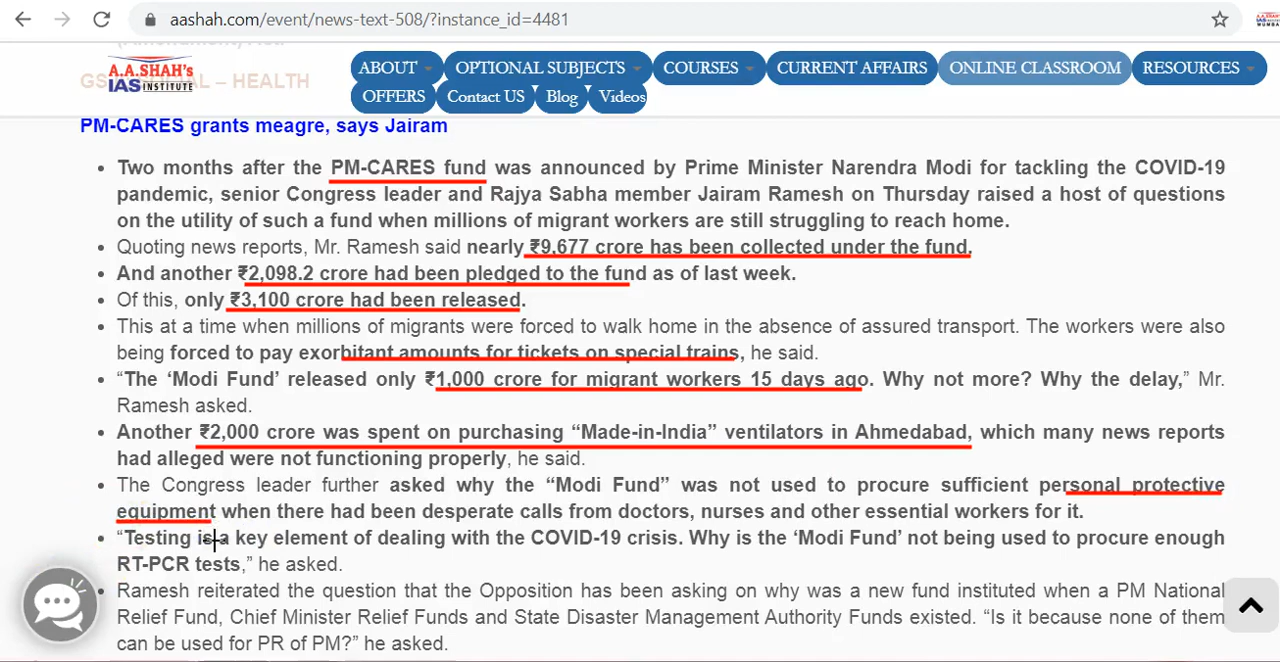 aashah.com/event/news-text-508/?instance_id=4481
A.A.SHAH'S
IAS INSTITUTE
GS
– HEALTH
ABOUT OPTIONAL SUBJECTS COURSES CURRENT AFFAIRS ONLINE CLASSROOM RESOURCES
OFFERS Contact US Blog Videos
PM-CARES grants meagre, says Jairam
• Two months after the PM-CARES fund was announced by Prime Minister Narendra Modi for tackling the COVID-19
pandemic, senior Congress leader and Rajya Sabha member Jairam Ramesh on Thursday raised a host of questions
on the utility of such a fund when millions of migrant workers are still struggling to reach home.
• Quoting news reports, Mr. Ramesh said nearly ₹9,677 crore has been collected under the fund.
• And another ₹2,098.2 crore had been pledged to the fund as of last week.
• Of this, only ₹3,100 crore had been released.
• This at a time when millions of migrants were forced to walk home in the absence of assured transport. The workers were also
being forced to pay exorbitant amounts for tickets on special trains, he said.
• “The ‘Modi Fund’ released only ₹1,000 crore for migrant workers 15 days ago. Why not more? Why the delay,” Mr.
Ramesh asked.
• Another ₹2,000 crore was spent on purchasing “Made-in-India” ventilators in Ahmedabad, which many news reports
had alleged were not functioning properly, he said.
• The Congress leader further asked why the “Modi Fund” was not used to procure sufficient personal protective
equipment when there had been desperate calls from doctors, nurses and other essential workers for it.
• “Testing is a key element of dealing with the COVID-19 crisis. Why is the ‘Modi Fund’ not being used to procure enough
RT-PCR tests,” he asked.
• Ramesh reiterated the question that the Opposition has been asking on why was a new fund instituted when a PM National
Relief Fund, Chief Minister Relief Funds and State Disaster Management Authority Funds existed. “Is it because none of them
can be used for PR of PM?” he asked.